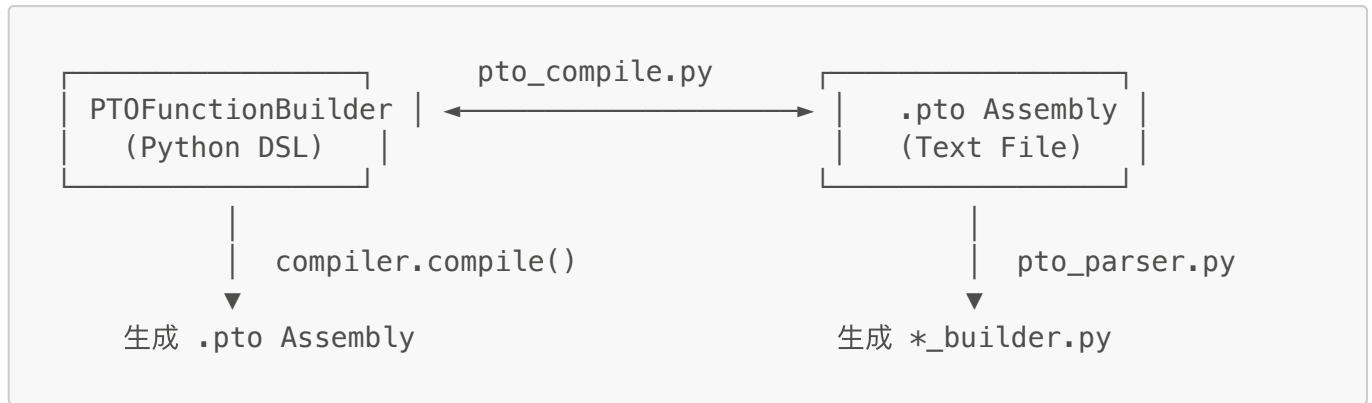 pto_compile.py
PTOFunctionBuilder .pto Assembly
(Python DSL) (Text File)
compiler.compile() pto_parser.py
生成 .pto Assembly 生成 *_builder.py